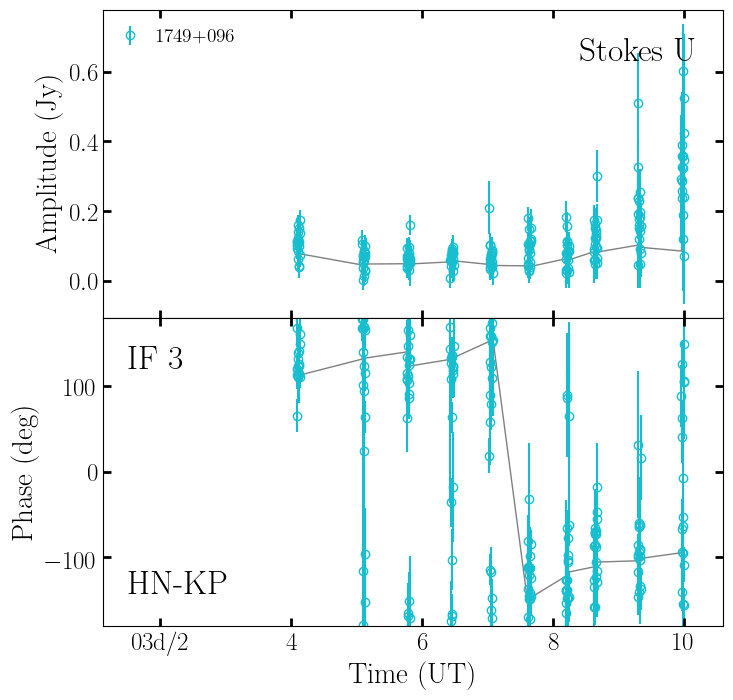 1749+096
Stokes U
Amplitude (Jy)
0.6
0.4
0.2
0.0
IF 3
HN-KP
Phase (deg)
100
0
−100
03d/2
4
6
8
10
Time (UT)